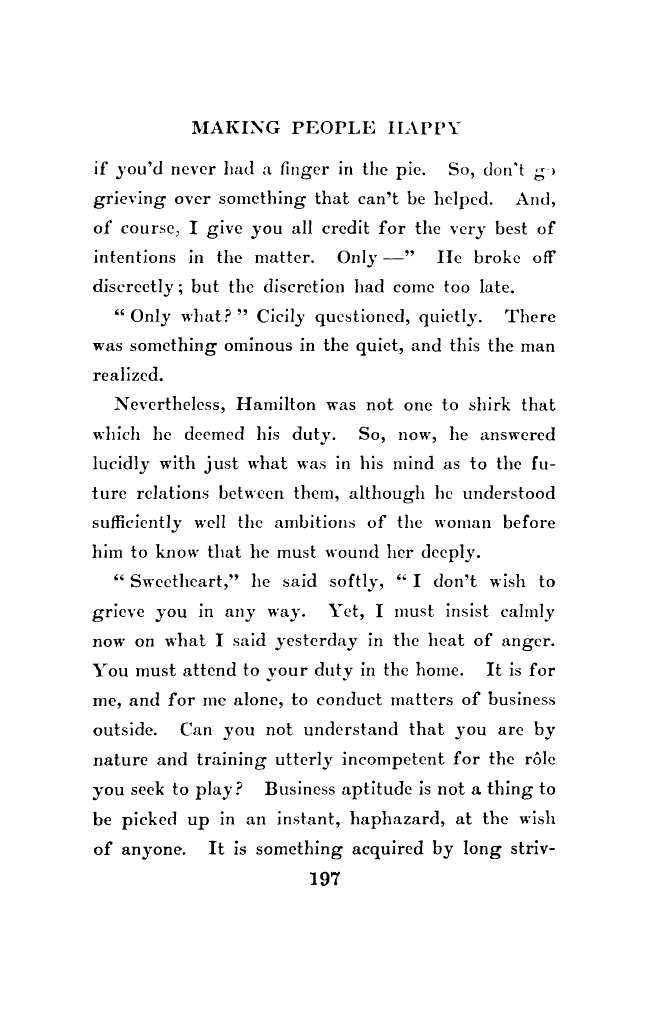 MAKING PEOPLE HAPPY
if you'd never had a finger in the pie. So, don't go
grieving over something that can't be helped. And,
of course, I give you all credit for the very best of
intentions in the matter. Only —” He broke off
discreetly; but the discretion had come too late.
“ Only what? ” Cicily questioned, quietly. There
was something ominous in the quiet, and this the man
realized.
Nevertheless, Hamilton was not one to shirk that
which he deemed his duty. So, now, he answered
lucidly with just what was in his mind as to the fu-
ture relations between them, although he understood
sufficiently well the ambitions of the woman before
him to know that he must wound her deeply.
“ Sweetheart,” he said softly, “ I don't wish to
grieve you in any way. Yet, I must insist calmly
now on what I said yesterday in the heat of anger.
You must attend to your duty in the home. It is for
me, and for me alone, to conduct matters of business
outside. Can you not understand that you are by
nature and training utterly incompetent for the rôle
you seek to play? Business aptitude is not a thing to
be picked up in an instant, haphazard, at the wish
of anyone. It is something acquired by long striv-
197